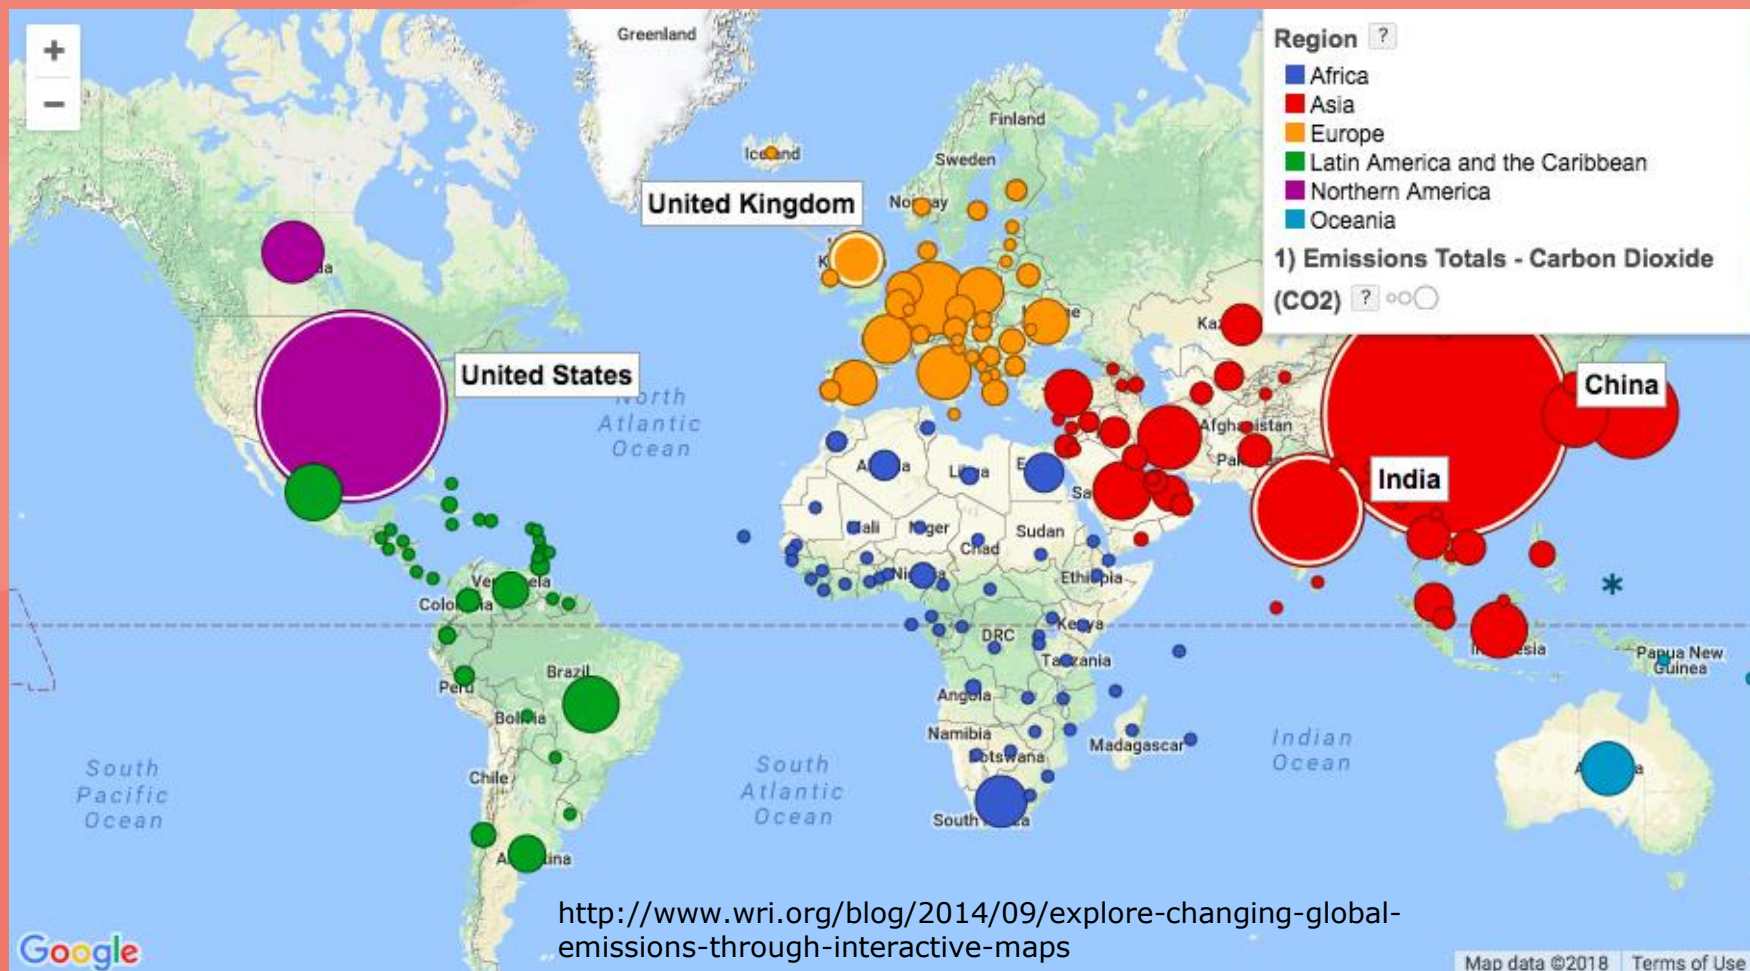 +
−
Greenland
Region ?
Africa
Asia
Europe
Latin America and the Caribbean
Northern America
Oceania
1) Emissions Totals - Carbon Dioxide
(CO2) ?
Finland
Iceland
Sweden
Norway
United Kingdom
United States
China
India
North
Atlantic
Ocean
Afghanistan
Mali
Niger
Chad
Sudan
Ethiopia
Venezuela
Colombia
DRC
Kenya
Tanzania
Papua New
Guinea
Peru
Brazil
Bolivia
Angola
Namibia
Botswana
Madagascar
Indian
Ocean
South
Pacific
Ocean
Chile
South
Atlantic
Ocean
South
http://www.wri.org/blog/2014/09/explore-changing-global-
emissions-through-interactive-maps
Google
Map data ©2018
Terms of Use